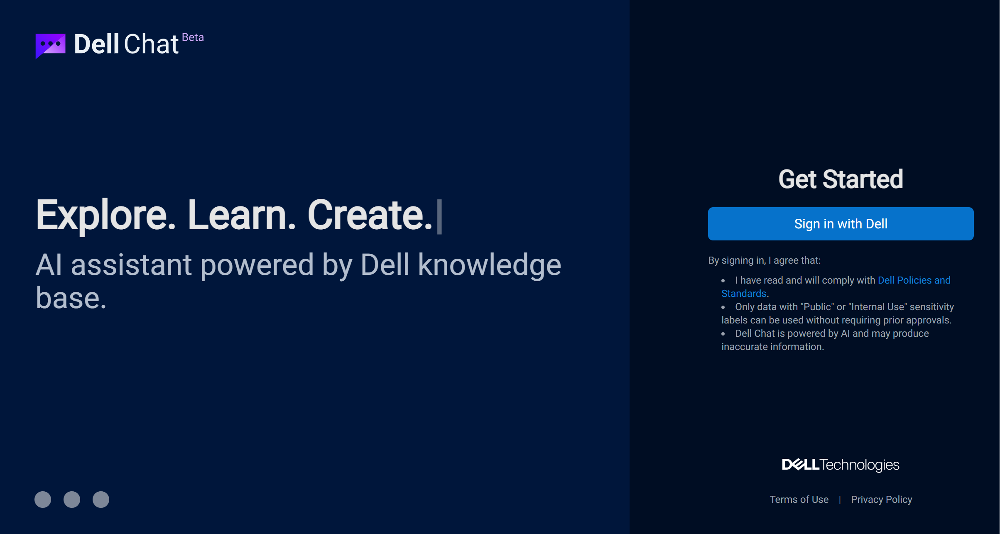 Dell Chat Beta
Explore. Learn. Create.
AI assistant powered by Dell knowledge
base.
Get Started
Sign in with Dell
By signing in, I agree that:
• I have read and will comply with Dell Policies and
Standards.
• Only data with "Public" or "Internal Use" sensitivity
labels can be used without requiring prior approvals.
• Dell Chat is powered by AI and may produce
inaccurate information.
DELLTechnologies
Terms of Use | Privacy Policy